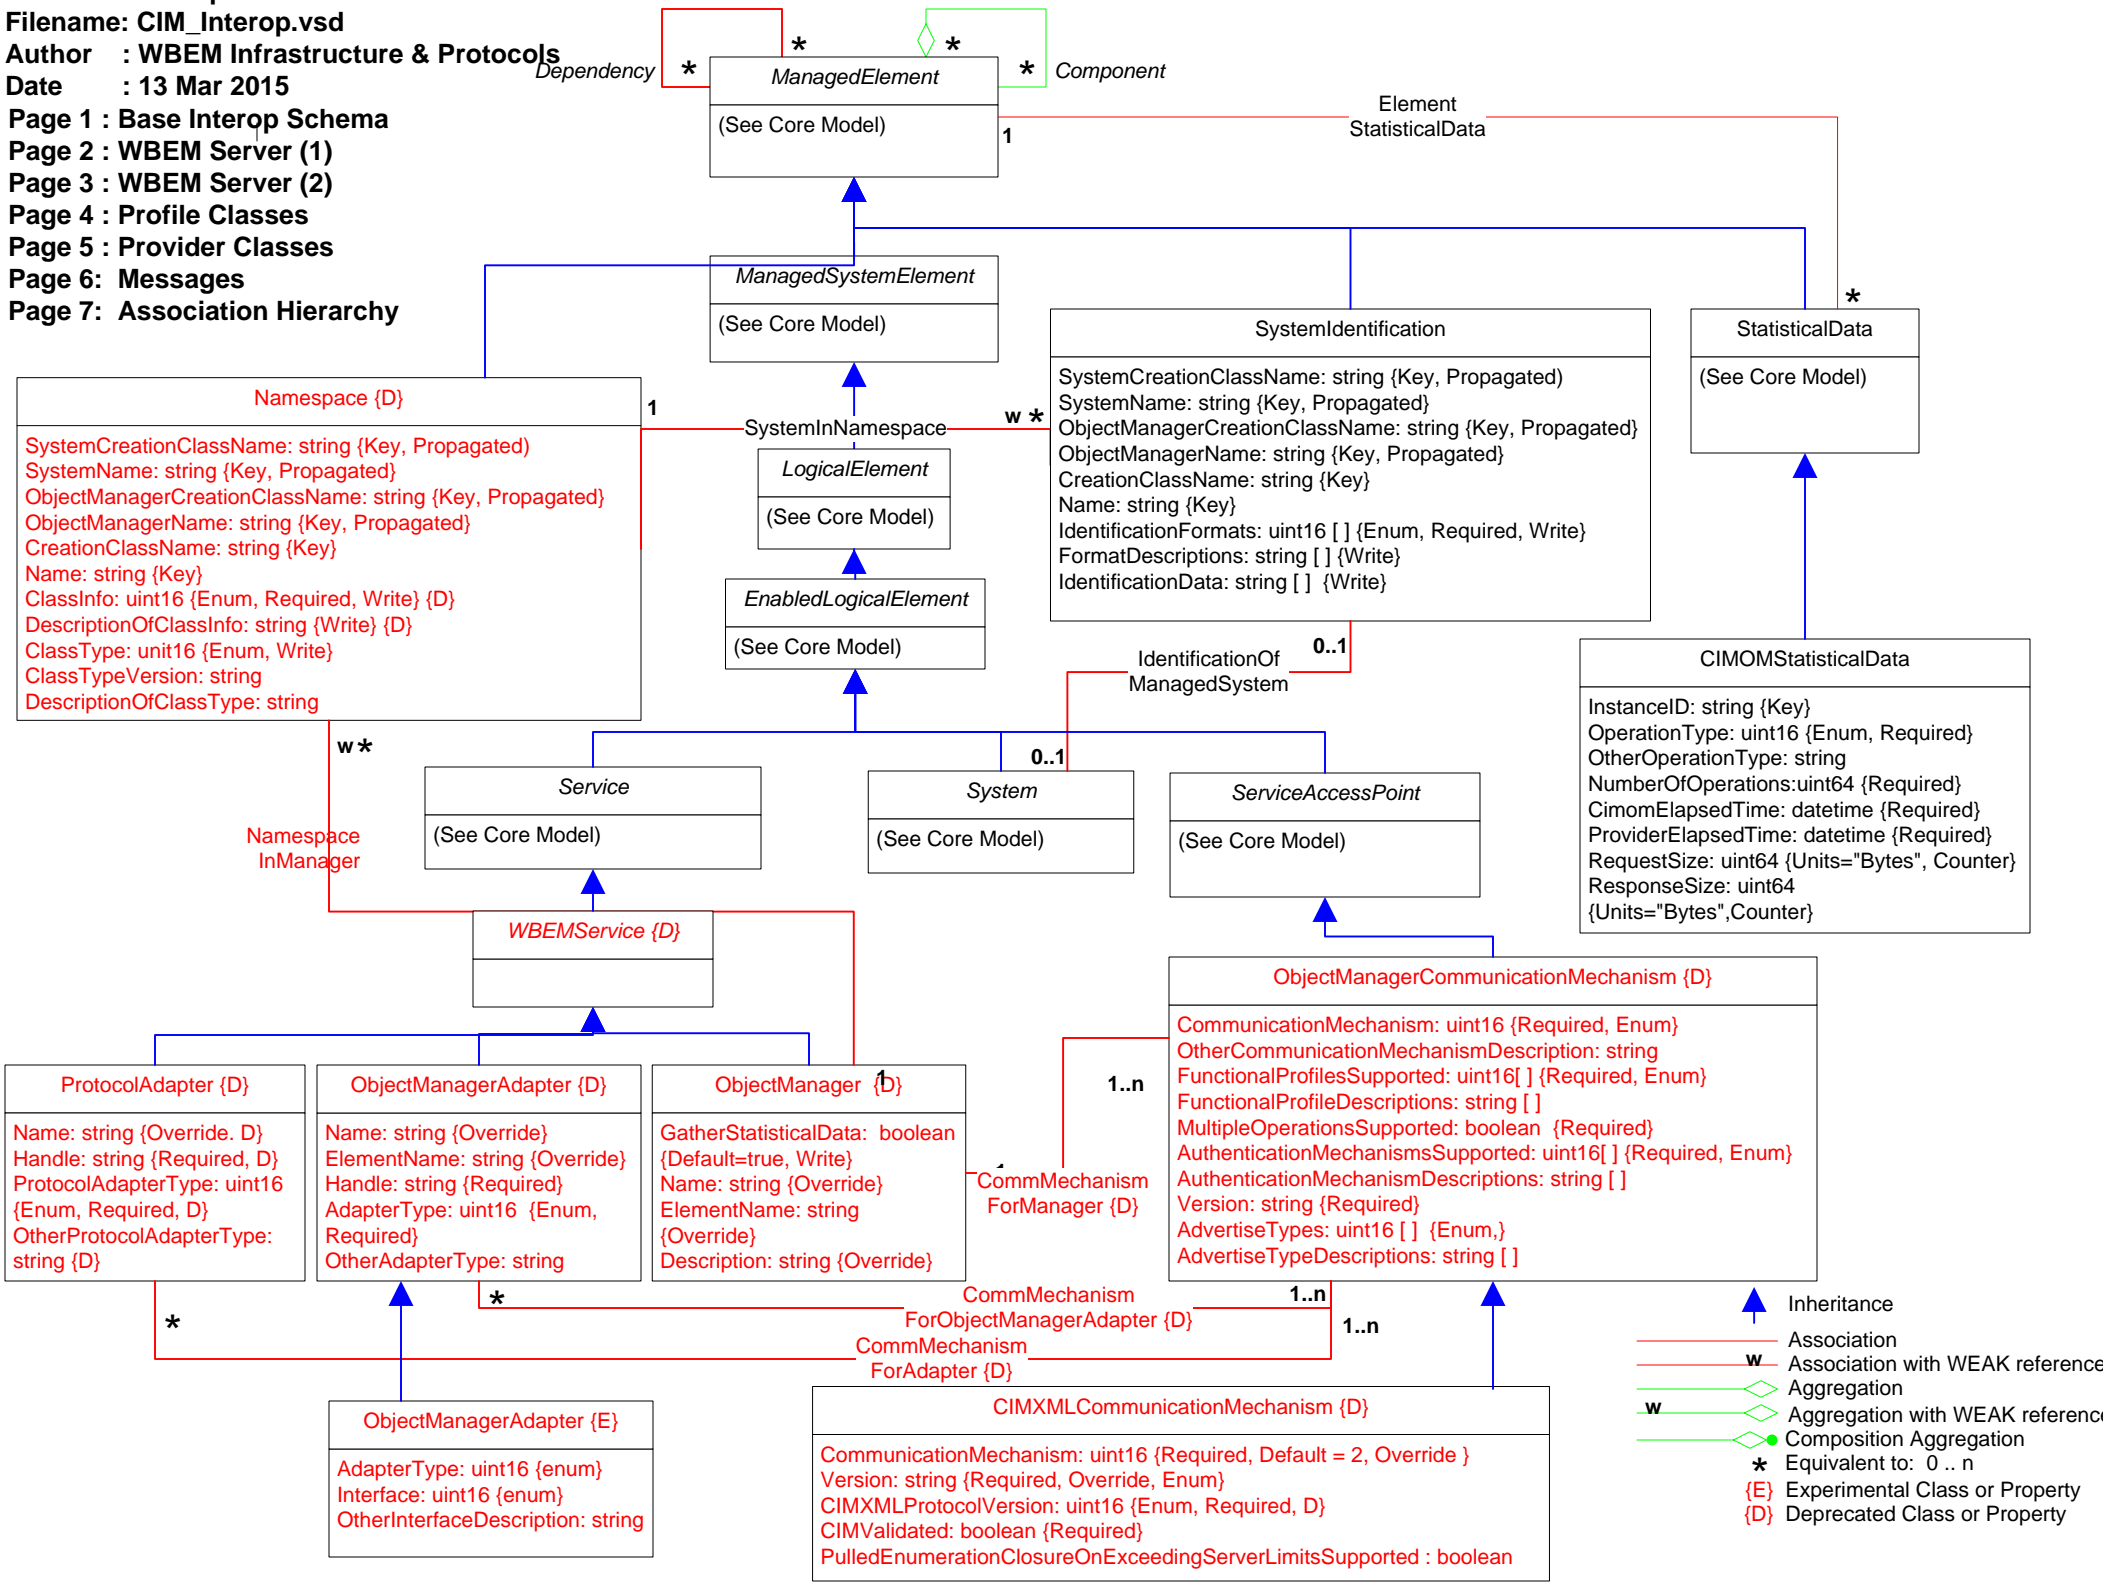 Filename: CIM_Interop.vsd
Author : WBEM Infrastructure & Protocols
Date : 13 Mar 2015
Page 1 : Base Interop Schema
Page 2 : WBEM Server (1)
Page 3 : WBEM Server (2)
Page 4 : Profile Classes
Page 5 : Provider Classes
Page 6: Messages
Page 7: Association Hierarchy
Dependency
*
*
*
*
Component
ManagedElement
(See Core Model)
1
Element
StatisticalData
*
ManagedSystemElement
(See Core Model)
SystemIdentification
SystemCreationClassName: string {Key, Propagated)
SystemName: string {Key, Propagated}
ObjectManagerCreationClassName: string {Key, Propagated}
ObjectManagerName: string {Key, Propagated}
CreationClassName: string {Key}
Name: string {Key}
IdentificationFormats: uint16 [ ] {Enum, Required, Write}
FormatDescriptions: string [ ] {Write}
IdentificationData: string [ ] {Write}
StatisticalData
(See Core Model)
Namespace {D}
SystemCreationClassName: string {Key, Propagated)
SystemName: string {Key, Propagated}
ObjectManagerCreationClassName: string {Key, Propagated}
ObjectManagerName: string {Key, Propagated}
CreationClassName: string {Key}
Name: string {Key}
ClassInfo: uint16 {Enum, Required, Write} {D}
DescriptionOfClassInfo: string {Write} {D}
ClassType: unit16 {Enum, Write}
ClassTypeVersion: string
DescriptionOfClassType: string
1
SystemInNamespace
w *
LogicalElement
(See Core Model)
EnabledLogicalElement
(See Core Model)
0..1
IdentificationOf
ManagedSystem
0..1
CIMOMStatisticalData
InstanceID: string {Key}
OperationType: uint16 {Enum, Required}
OtherOperationType: string
NumberOfOperations:uint64 {Required}
CimomElapsedTime: datetime {Required}
ProviderElapsedTime: datetime {Required}
RequestSize: uint64 {Units="Bytes", Counter}
ResponseSize: uint64
{Units="Bytes",Counter}
w *
Namespace
InManager
Service
(See Core Model)
System
(See Core Model)
ServiceAccessPoint
(See Core Model)
WBEMService {D}
ObjectManagerCommunicationMechanism {D}
CommunicationMechanism: uint16 {Required, Enum}
OtherCommunicationMechanismDescription: string
FunctionalProfilesSupported: uint16[ ] {Required, Enum}
FunctionalProfileDescriptions: string [ ]
MultipleOperationsSupported: boolean {Required}
AuthenticationMechanismsSupported: uint16[ ] {Required, Enum}
AuthenticationMechanismDescriptions: string [ ]
Version: string {Required}
AdvertiseTypes: uint16 [ ] {Enum,}
AdvertiseTypeDescriptions: string [ ]
ProtocolAdapter {D}
Name: string {Override. D}
Handle: string {Required, D}
ProtocolAdapterType: uint16
{Enum, Required, D}
OtherProtocolAdapterType:
string {D}
ObjectManagerAdapter {D}
Name: string {Override}
ElementName: string {Override}
Handle: string {Required}
AdapterType: uint16 {Enum,
Required}
OtherAdapterType: string
ObjectManager {D}
1
GatherStatisticalData: boolean
{Default=true, Write}
Name: string {Override}
ElementName: string
{Override}
Description: string {Override}
1..n
CommMechanism
ForManager {D}
*
*
CommMechanism
ForObjectManagerAdapter {D}
1..n
CommMechanism
ForAdapter {D}
1..n
ObjectManagerAdapter {E}
AdapterType: uint16 {enum}
Interface: uint16 {enum}
OtherInterfaceDescription: string
CIMXMLCommunicationMechanism {D}
CommunicationMechanism: uint16 {Required, Default = 2, Override }
Version: string {Required, Override, Enum}
CIMXMLProtocolVersion: uint16 {Enum, Required, D}
CIMValidated: boolean {Required}
PulledEnumerationClosureOnExceedingServerLimitsSupported : boolean
Inheritance
Association
w Association with WEAK reference
Aggregation
w Aggregation with WEAK reference
Composition Aggregation
* Equivalent to: 0 .. n
{E} Experimental Class or Property
{D} Deprecated Class or Property